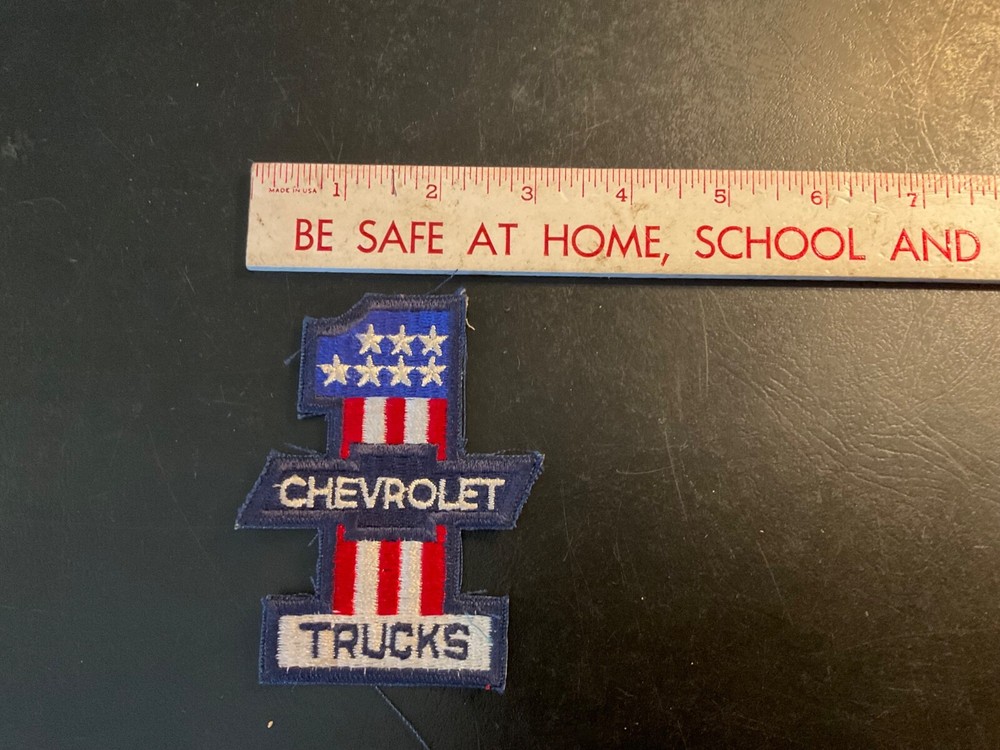 MADE IN USA
1 2 3 4 5 6 7
BE SAFE AT HOME, SCHOOL AND
CHEVROLET
TRUCKS